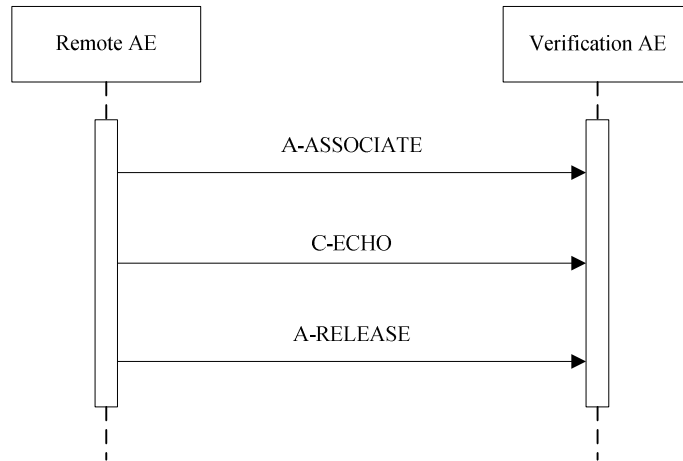 Remote AE
Verification AE
A-ASSOCIATE
C-ECHO
A-RELEASE